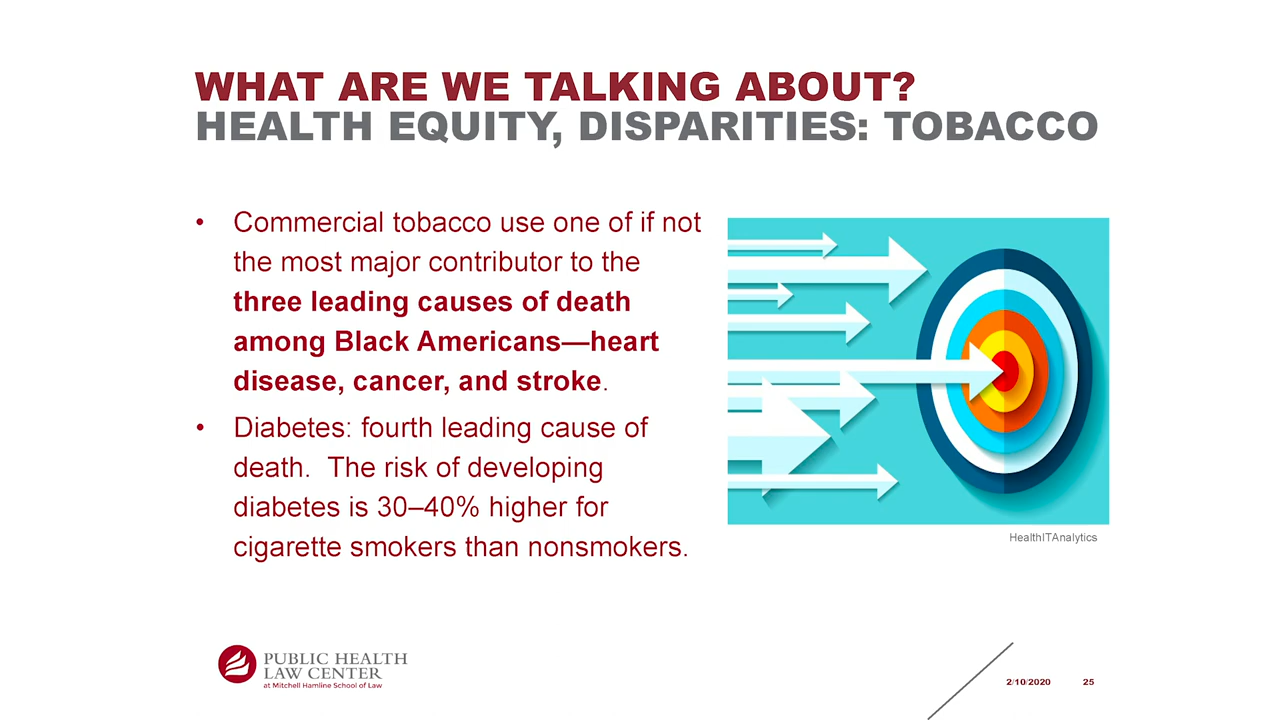 WHAT ARE WE TALKING ABOUT?
HEALTH EQUITY, DISPARITIES: TOBACCO
• Commercial tobacco use one of if not
the most major contributor to the
three leading causes of death
among Black Americans—heart
disease, cancer, and stroke.
• Diabetes: fourth leading cause of
death.  The risk of developing
diabetes is 30–40% higher for
cigarette smokers than nonsmokers.
HealthITAnalytics
PUBLIC HEALTH
LAW CENTER
at Mitchell Hamline School of Law
2/10/2020 25